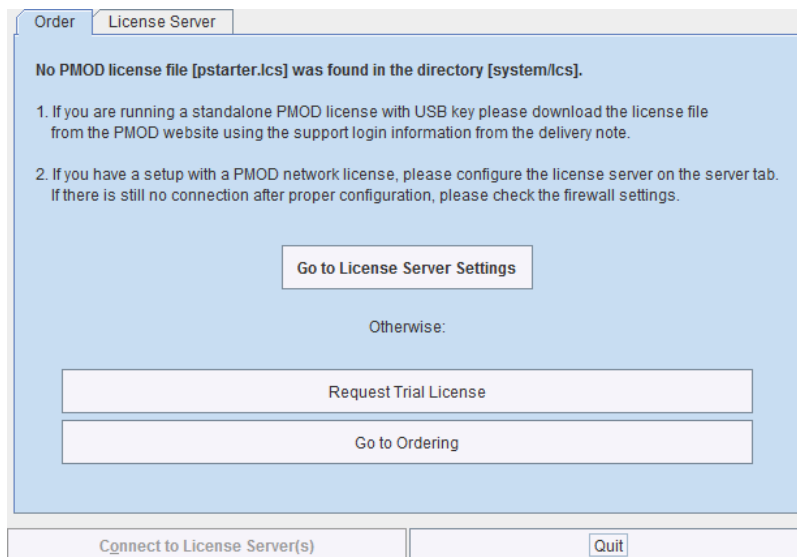 Order
License Server
No PMOD license file [pstarter.lcs] was found in the directory [system/lcs].
1. If you are running a standalone PMOD license with USB key please download the license file
from the PMOD website using the support login information from the delivery note.
2. If you have a setup with a PMOD network license, please configure the license server on the server tab.
If there is still no connection after proper configuration, please check the firewall settings.
Go to License Server Settings
Otherwise:
Request Trial License
Go to Ordering
Connect to License Server(s)
Quit